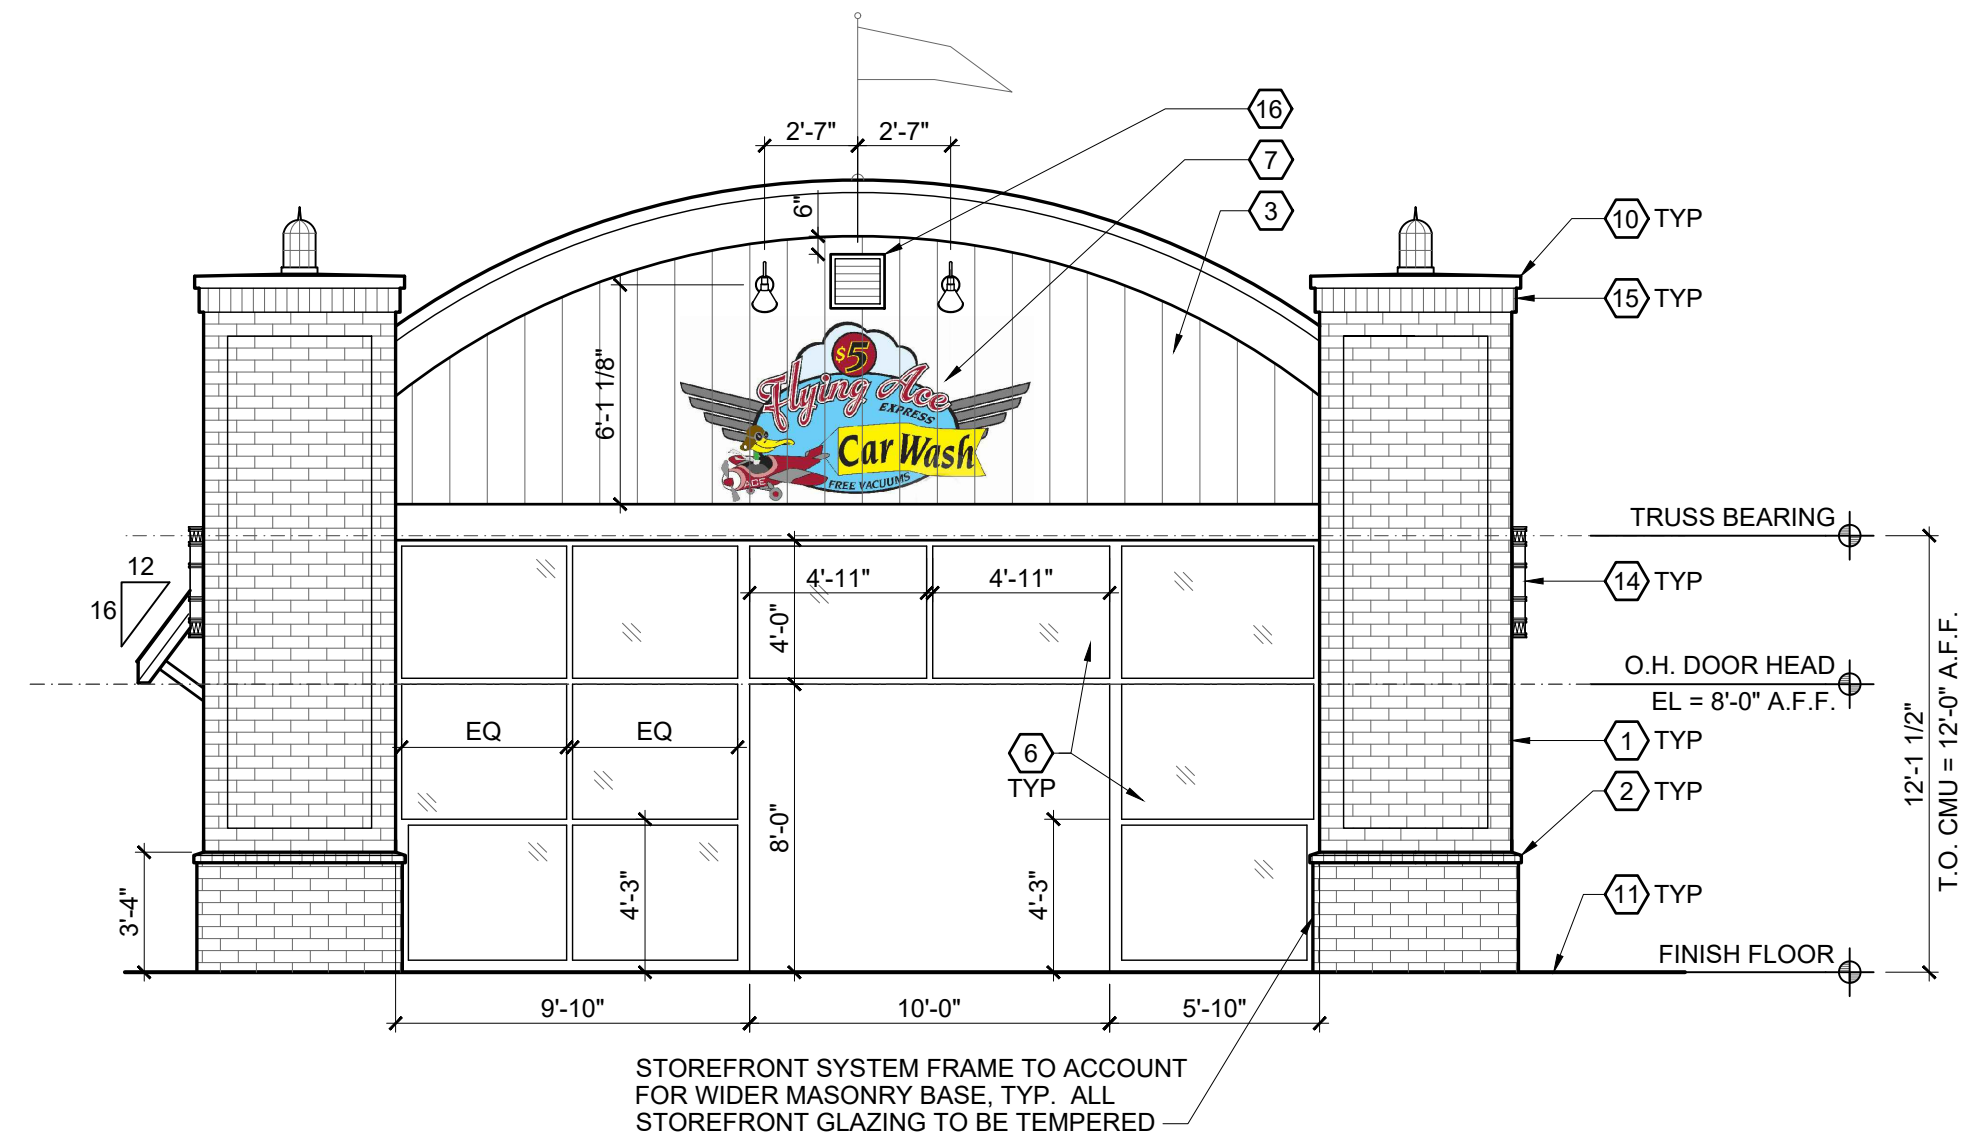 16
2'-7" 2'-7"
7
6"
3
10 TYP
15 TYP
$5
6'-1 1/8"
Flying Ace
EXPRESS
Car Wash
ACE
FREE VACUUMS
TRUSS BEARING
12
4'-11" 4'-11"
14 TYP
16
4'-0"
O.H. DOOR HEAD
EL = 8'-0" A.F.F.
EQ EQ
1 TYP
6
TYP
2 TYP
12'-1 1/2"
T.O. CMU = 12'-0" A.F.F.
8'-0"
3'-4"
4'-3"
4'-3"
11 TYP
FINISH FLOOR
9'-10" 10'-0" 5'-10"
STOREFRONT SYSTEM FRAME TO ACCOUNT
FOR WIDER MASONRY BASE, TYP. ALL
STOREFRONT GLAZING TO BE TEMPERED